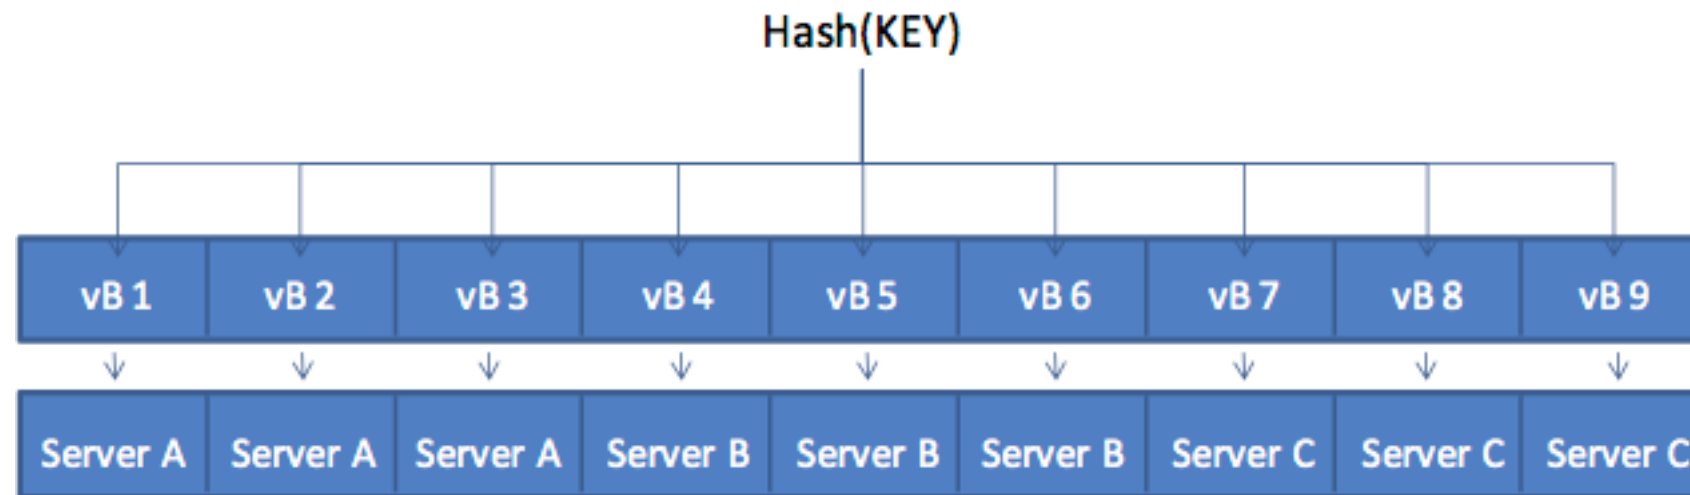 Hash(KEY)
vB 1 vB 2 vB 3 vB 4 vB 5 vB 6 vB 7 vB 8 vB 9
Server A Server A Server A Server B Server B Server B Server C Server C Server C